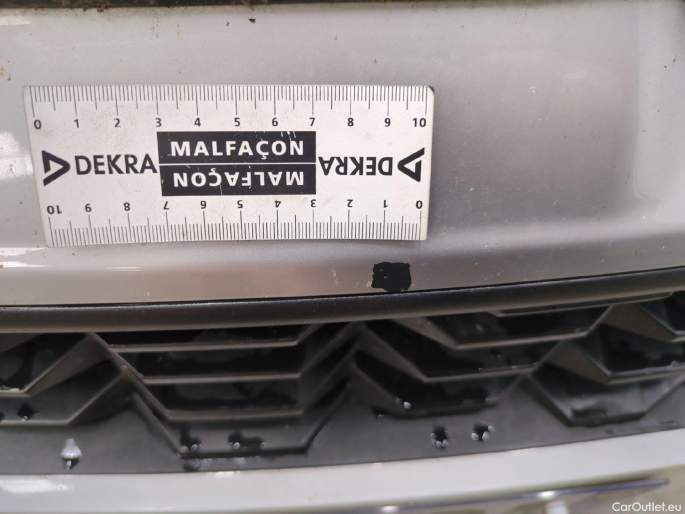 0 1 2 3 4 5 6 7 8 9 10
DEKRA MALFAÇON DEKRA
MALFAÇON
10 9 8 7 6 5 4 3 2 1 0
CarOutlet.eu